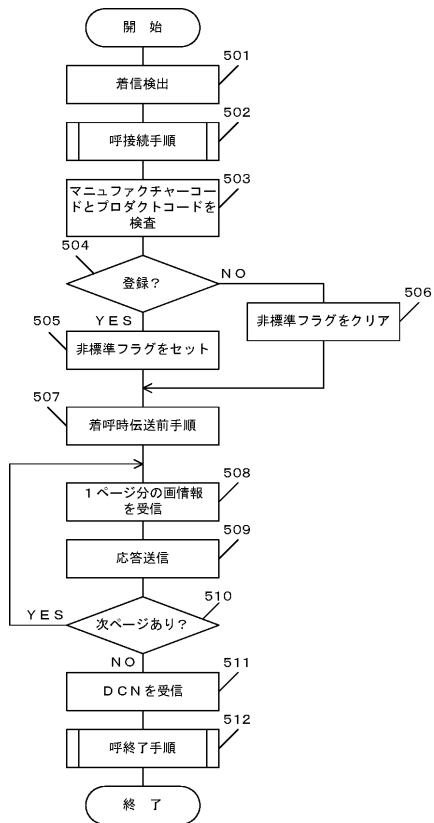 開　始
501
着信検出
502
呼接続手順
503
マニュファクチャーコー
ドとプロダクトコードを
検査
504
登録？
NO
YES
505
非標準フラグをセット
506
非標準フラグをクリア
507
着呼時伝送前手順
508
１ページ分の画情報
を受信
509
応答送信
510
次ページあり？
YES
NO
511
ＤＣＮを受信
512
呼終了手順
終　了